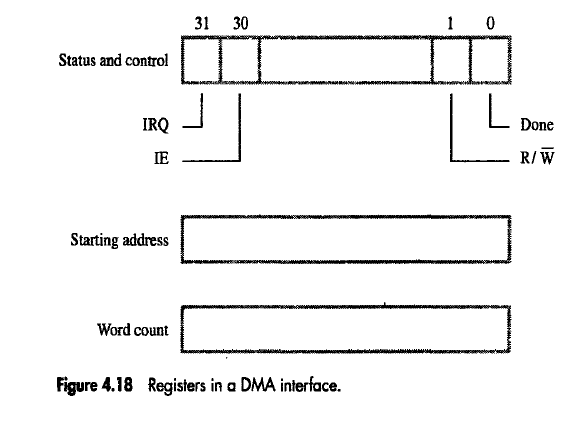 31 30 1 0
Status and control
IRQ Done
IE R/ W̅
Starting address
Word count
Figure 4.18 Registers in a DMA interface.